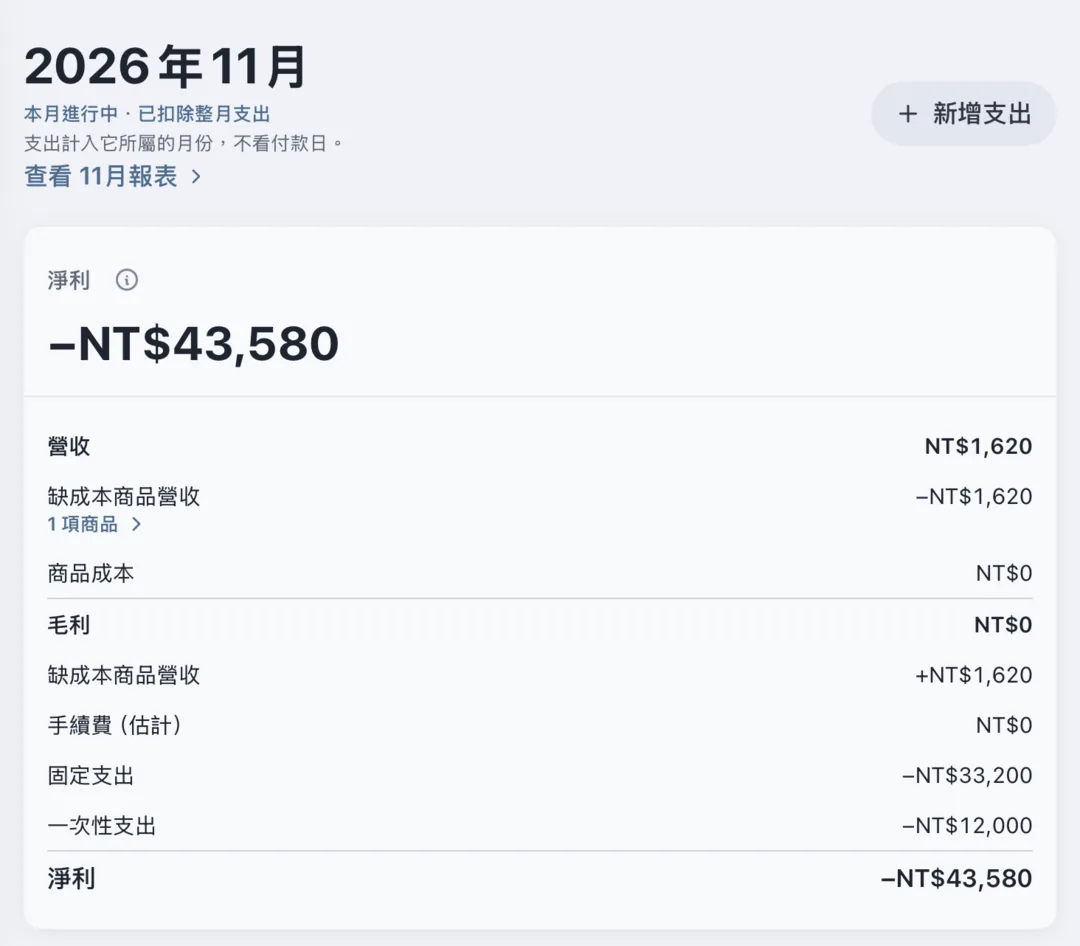 2026年11月
本月進行中 · 已扣除整月支出
支出計入它所屬的月份，不看付款日。
查看 11月報表
+ 新增支出
淨利
–NT$43,580
營收 NT$1,620
缺成本商品營收 –NT$1,620
1 項商品
商品成本 NT$0
毛利 NT$0
缺成本商品營收 +NT$1,620
手續費（估計） NT$0
固定支出 –NT$33,200
一次性支出 –NT$12,000
淨利 –NT$43,580